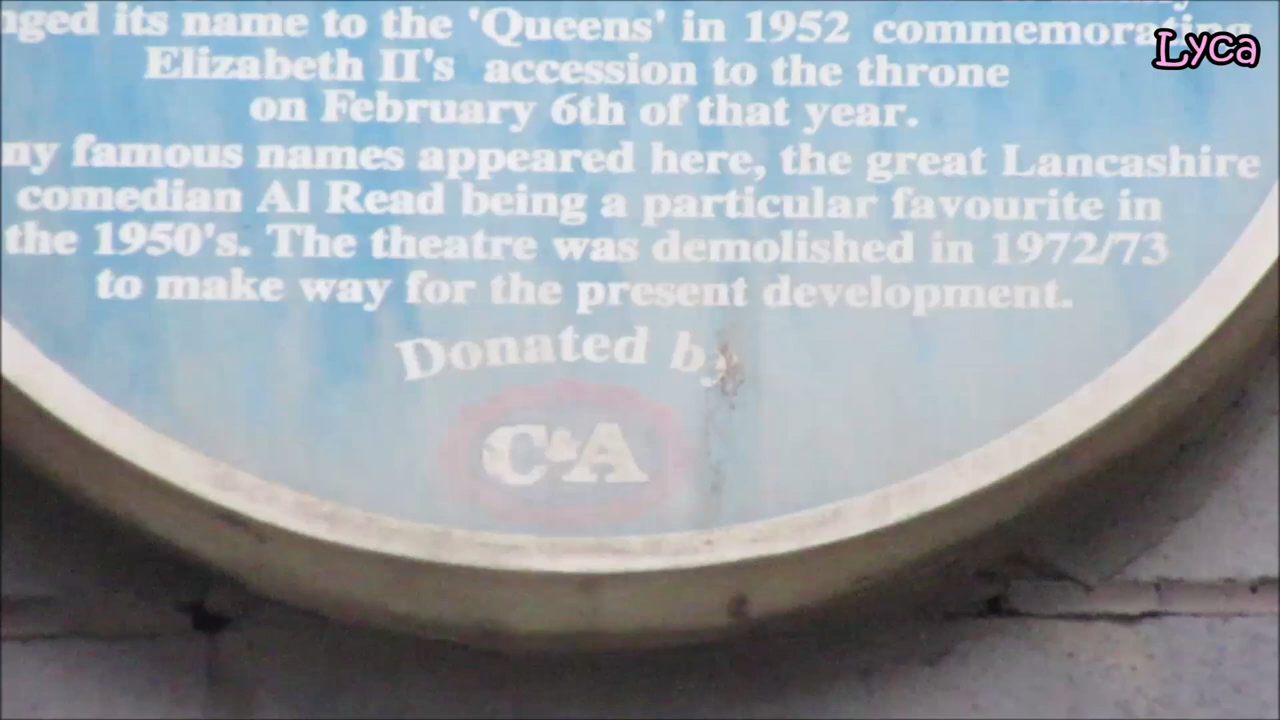 Lyca
nged its name to the 'Queens' in 1952 commemorating
Elizabeth II's accession to the throne
on February 6th of that year.
ny famous names appeared here, the great Lancashire
comedian Al Read being a particular favourite in
the 1950's. The theatre was demolished in 1972/73
to make way for the present development.
Donated by
C&A